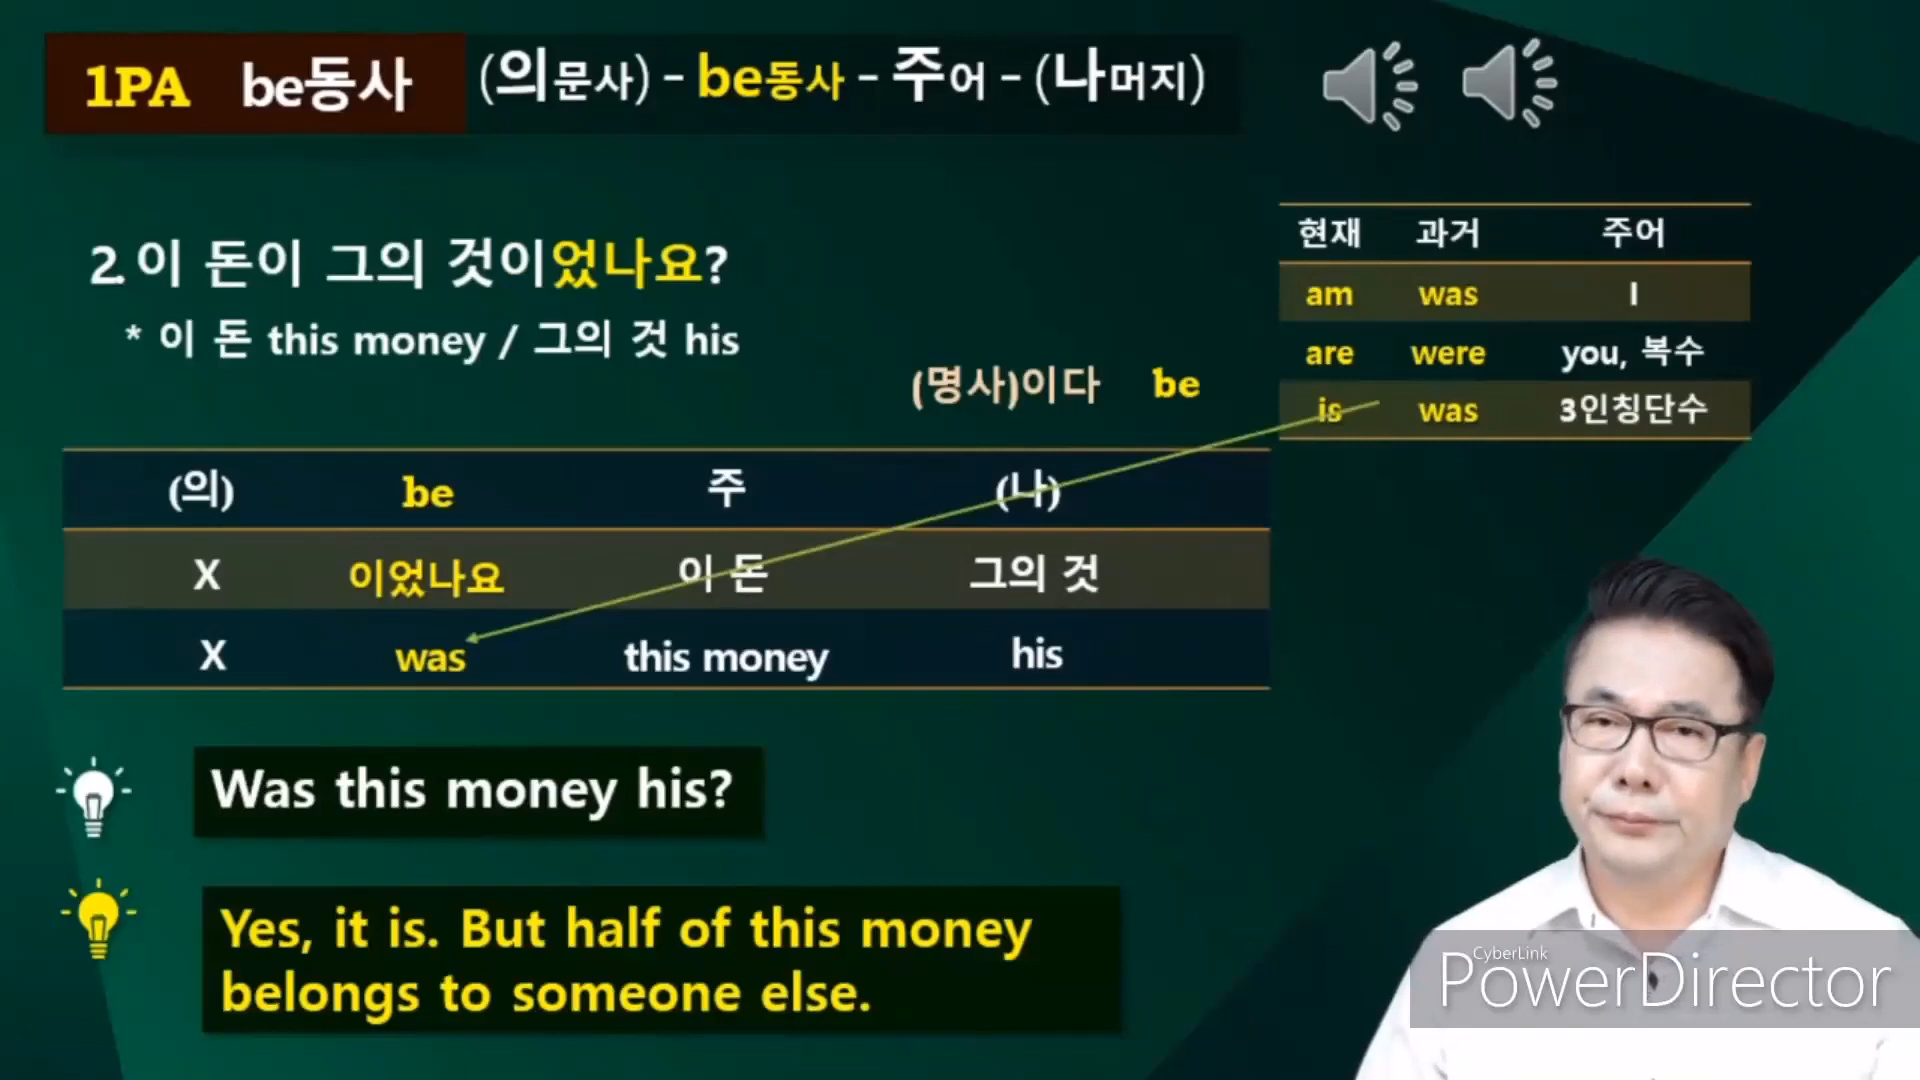 1PA be동사 (의문사) - be동사 - 주어 - (나머지)
2. 이 돈이 그의 것이었나요?
* 이 돈 this money / 그의 것 his
(명사)이다 be
현재 과거 주어
am was I
are were you, 복수
is was 3인칭단수
(의) be 주 (나)
X 이었나요 이 돈 그의 것
X was this money his
Was this money his?
Yes, it is. But half of this money
belongs to someone else.
CyberLink
PowerDirector